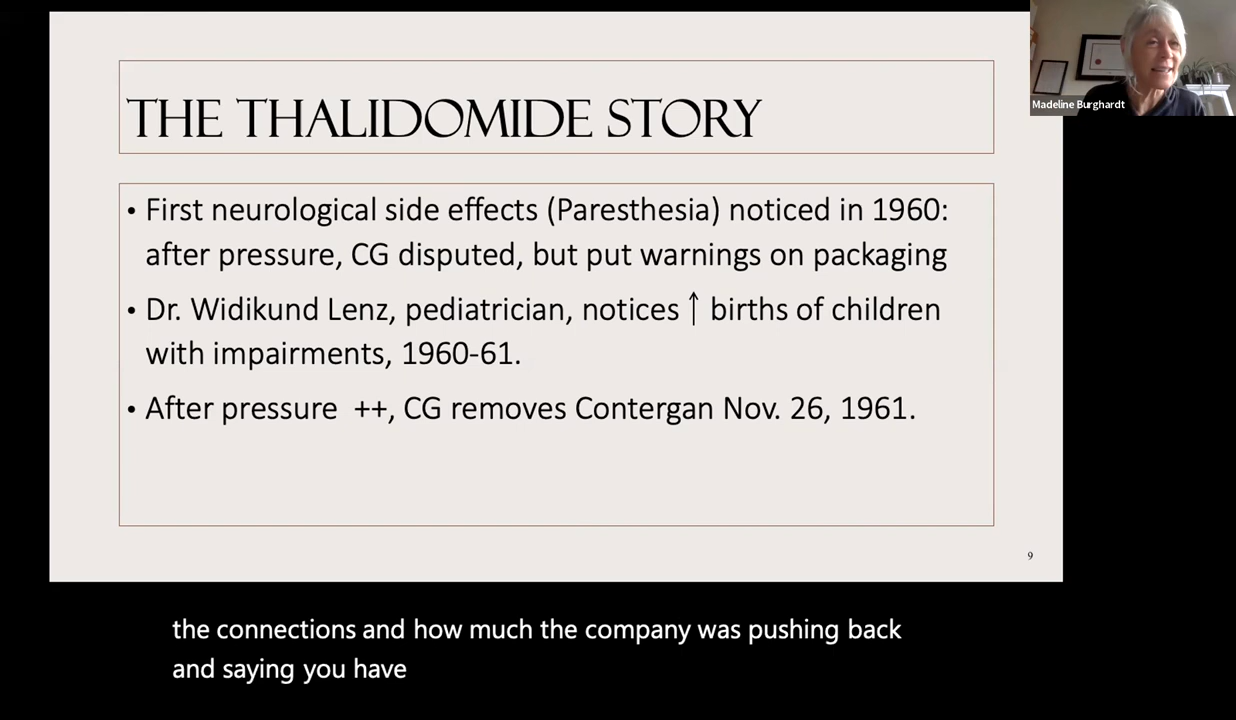 THE THALIDOMIDE STORY
Madeline Burghardt
• First neurological side effects (Paresthesia) noticed in 1960:
after pressure, CG disputed, but put warnings on packaging
• Dr. Widikund Lenz, pediatrician, notices ↑ births of children
with impairments, 1960-61.
• After pressure ++, CG removes Contergan Nov. 26, 1961.
9
the connections and how much the company was pushing back
and saying you have